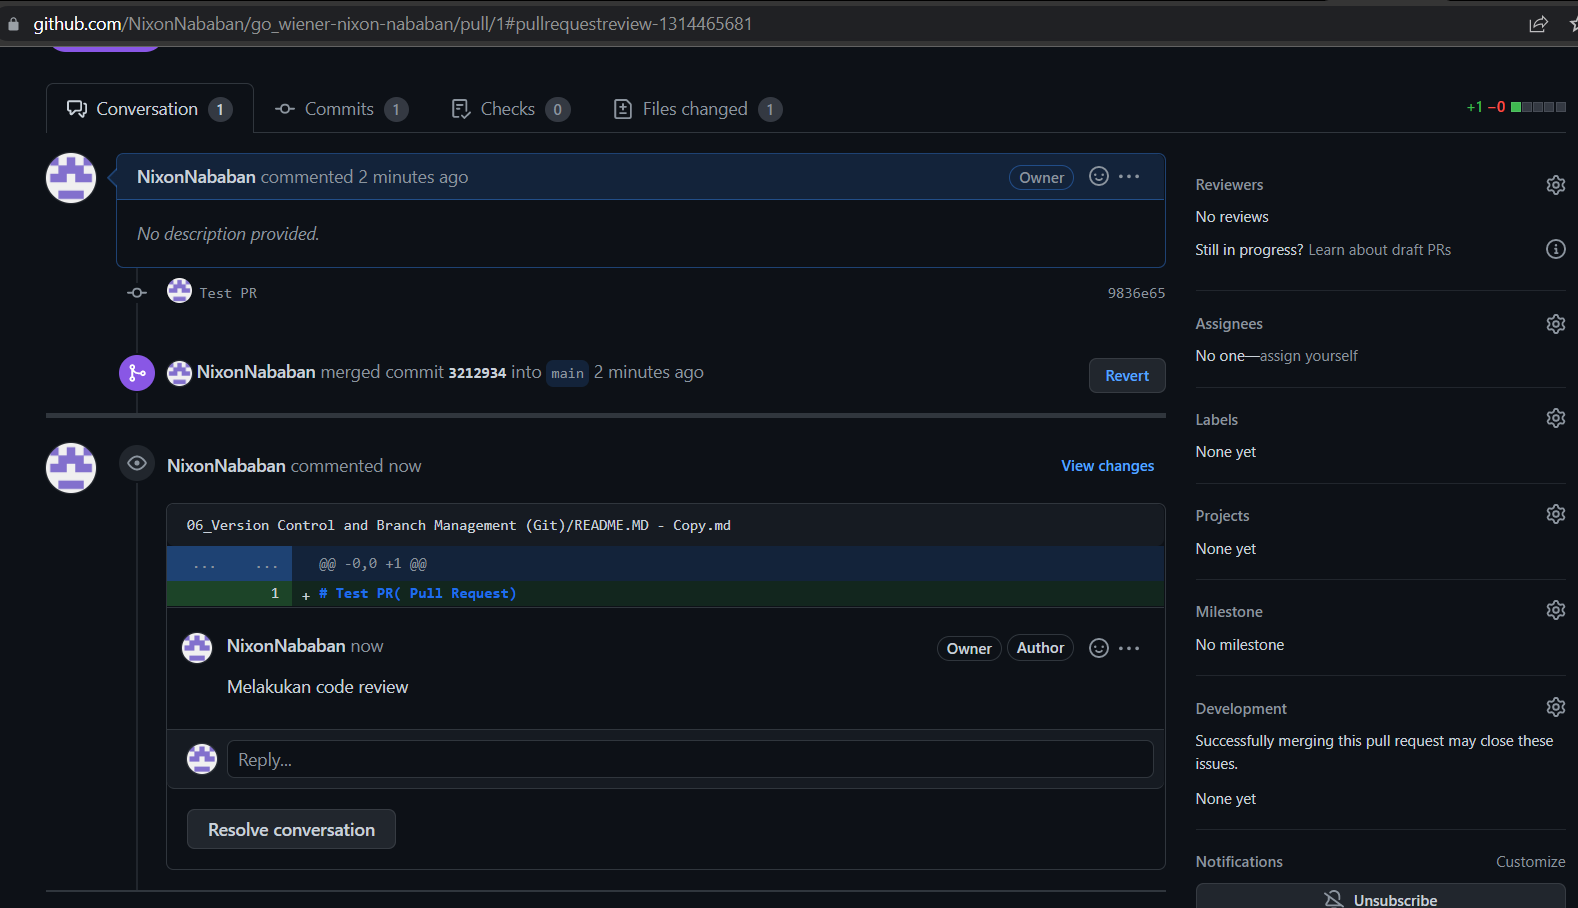 github.com/NixonNababan/go_wiener-nixon-nababan/pull/1#pullrequestreview-1314465681
Conversation 1
Commits 1
Checks 0
Files changed 1
+1 −0
NixonNababan commented 2 minutes ago
Owner
No description provided.
Test PR
9836e65
NixonNababan merged commit 3212934 into main 2 minutes ago
Revert
NixonNababan commented now
View changes
06_Version Control and Branch Management (Git)/README.MD - Copy.md
... ... @@ -0,0 +1 @@
1 + # Test PR( Pull Request)
NixonNababan now
Owner
Author
Melakukan code review
Reply...
Resolve conversation
Reviewers
No reviews
Still in progress? Learn about draft PRs
Assignees
No one—assign yourself
Labels
None yet
Projects
None yet
Milestone
No milestone
Development
Successfully merging this pull request may close these
issues.
None yet
Notifications
Customize
Unsubscribe